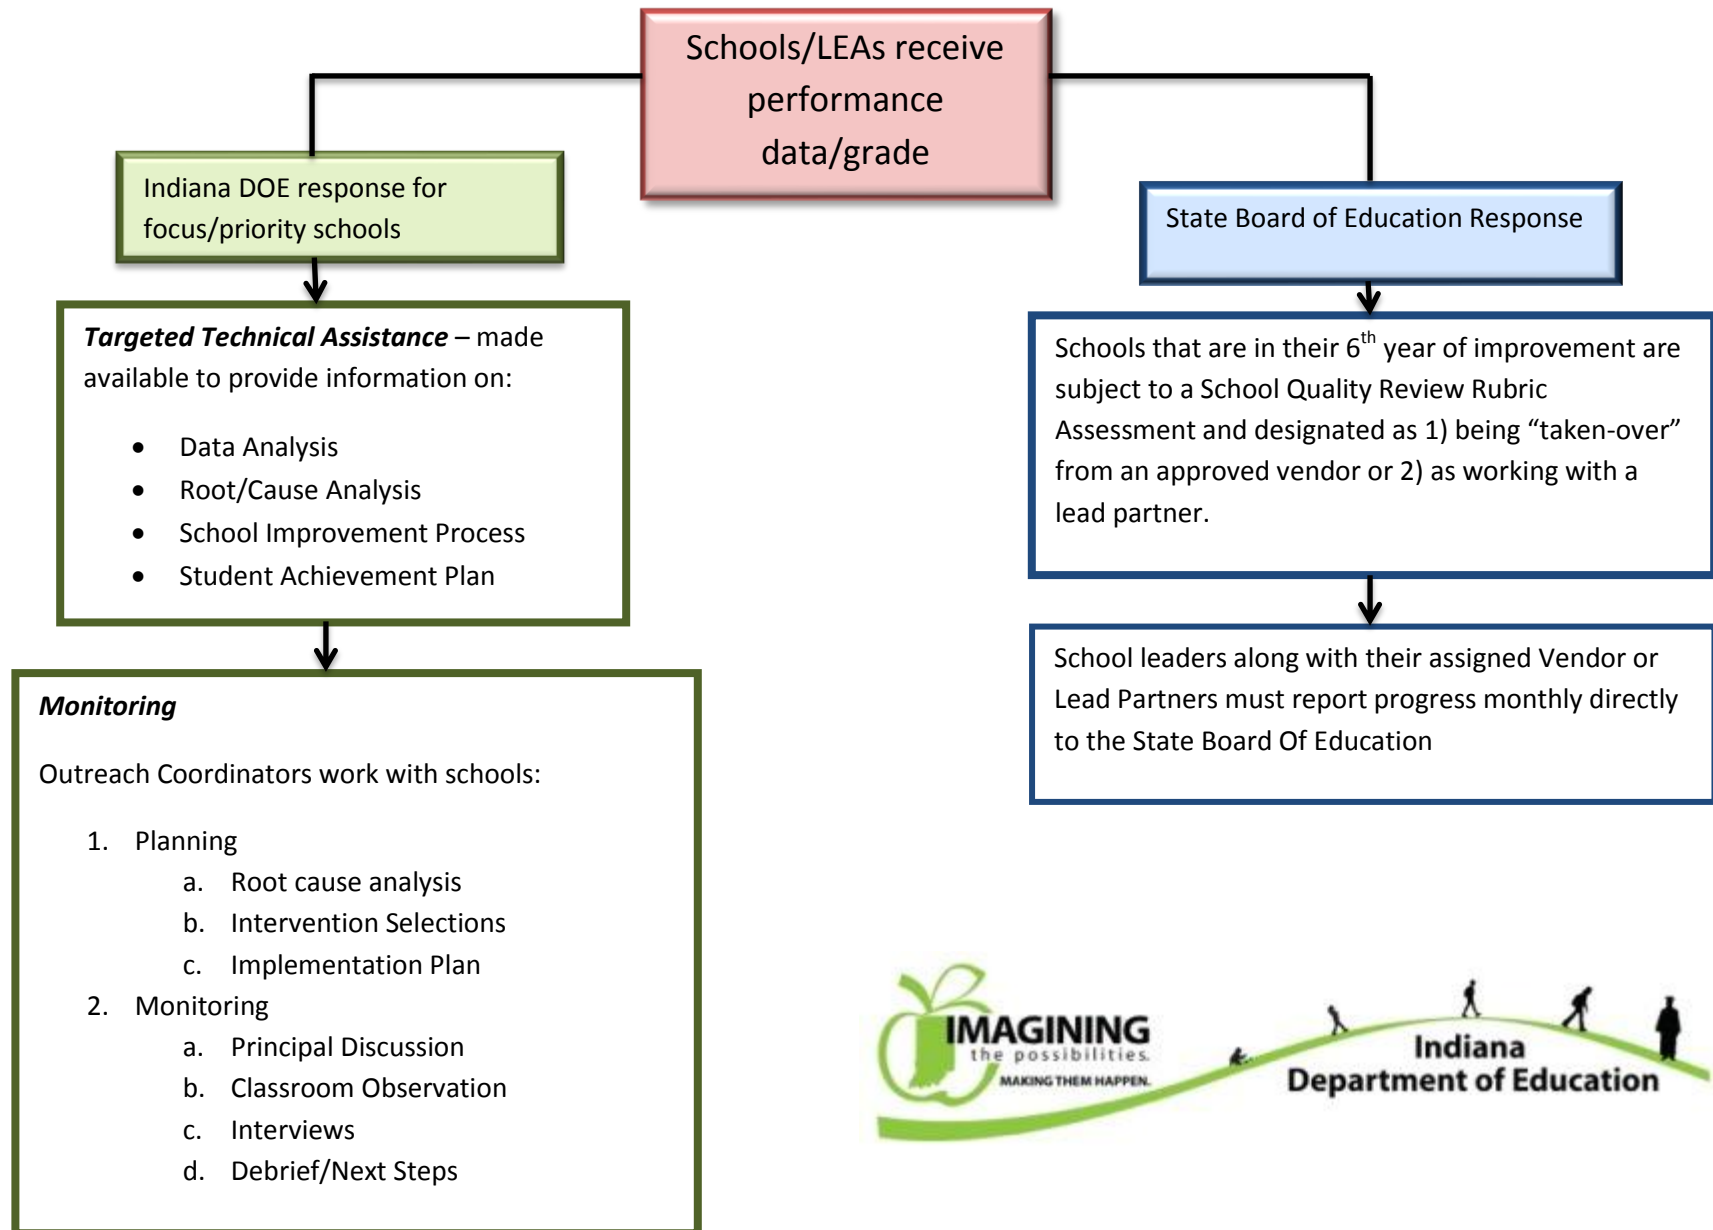 Schools/LEAs receive
performance
data/grade
Indiana DOE response for
focus/priority schools
Targeted Technical Assistance – made
available to provide information on:
• Data Analysis
• Root/Cause Analysis
• School Improvement Process
• Student Achievement Plan
Monitoring
Outreach Coordinators work with schools:
1. Planning
a. Root cause analysis
b. Intervention Selections
c. Implementation Plan
2. Monitoring
a. Principal Discussion
b. Classroom Observation
c. Interviews
d. Debrief/Next Steps
State Board of Education Response
Schools that are in their 6th year of improvement are
subject to a School Quality Review Rubric
Assessment and designated as 1) being “taken-over”
from an approved vendor or 2) as working with a
lead partner.
School leaders along with their assigned Vendor or
Lead Partners must report progress monthly directly
to the State Board Of Education
IMAGINING
the possibilities.
MAKING THEM HAPPEN.
Indiana
Department of Education